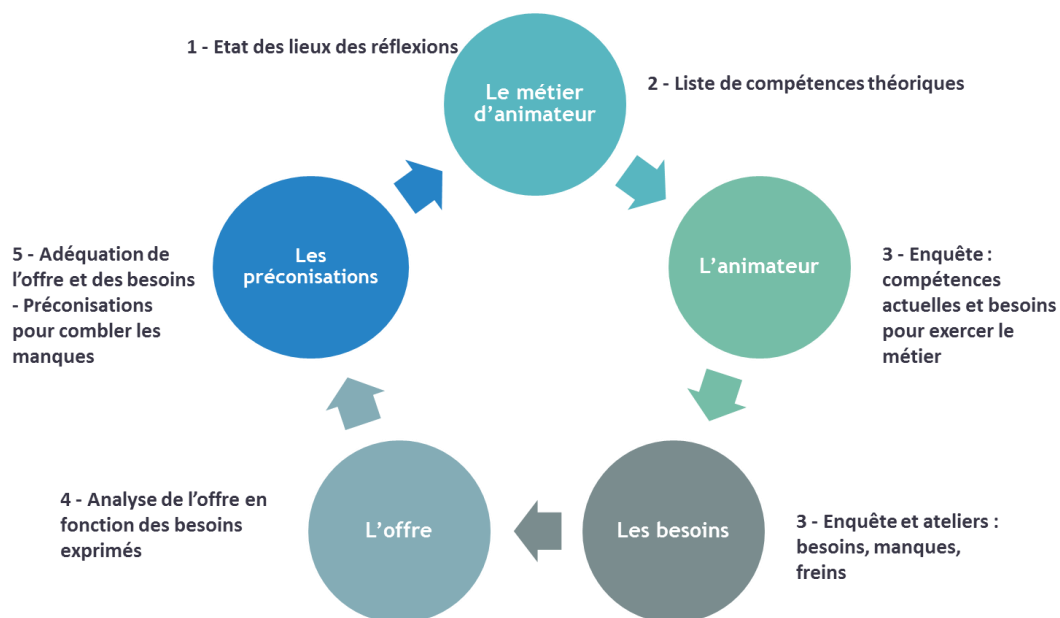 1 - Etat des lieux des réflexions
Le métier
d'animateur
2 - Liste de compétences théoriques
L'animateur
3 - Enquête :
compétences
actuelles et besoins
pour exercer le
métier
Les besoins
3 - Enquête et ateliers :
besoins, manques,
freins
L'offre
4 - Analyse de l'offre en
fonction des besoins
exprimés
Les
préconisations
5 - Adéquation de
l'offre et des besoins
- Préconisations
pour combler les
manques